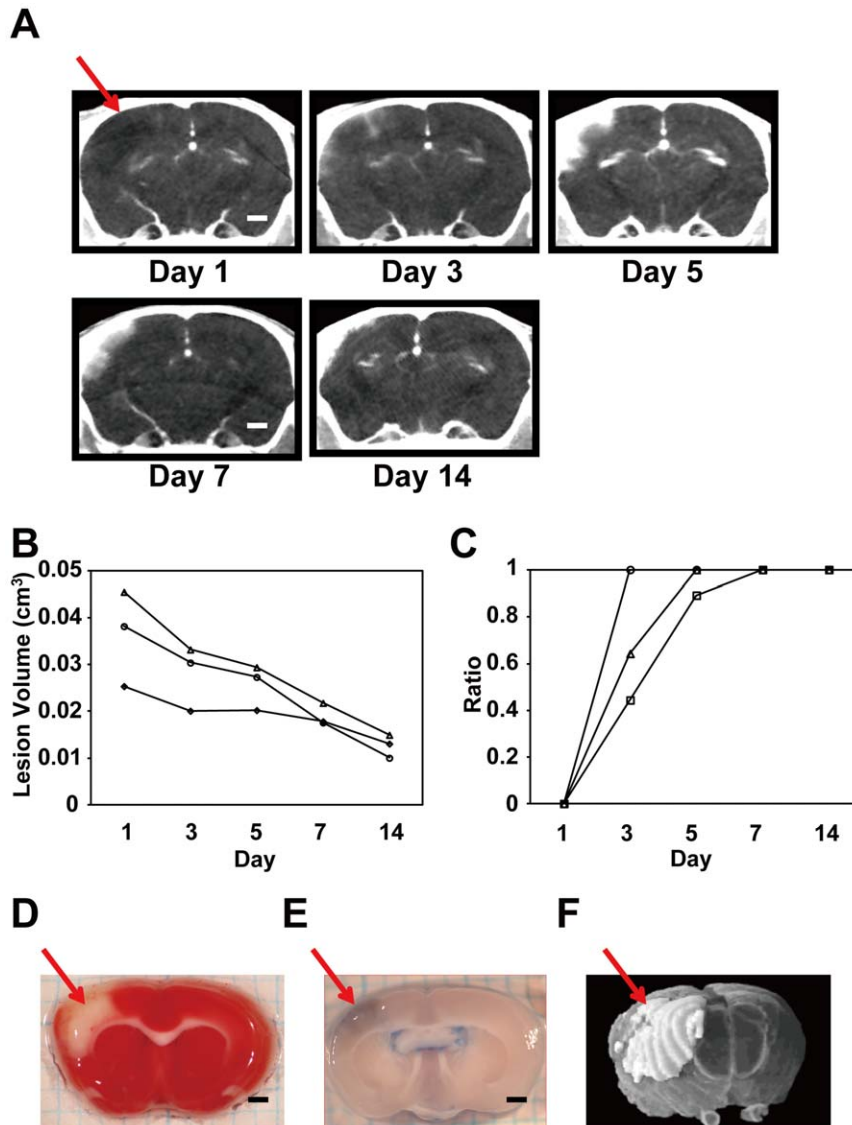 A
Day 1 Day 3 Day 5
Day 7 Day 14
B C
0.05
0.04
0.03
0.02
0.01
0
Lesion Volume (cm³)
1 3 5 7 14
Day
1
0.8
0.6
0.4
0.2
0
Ratio
1 3 5 7 14
Day
D E F